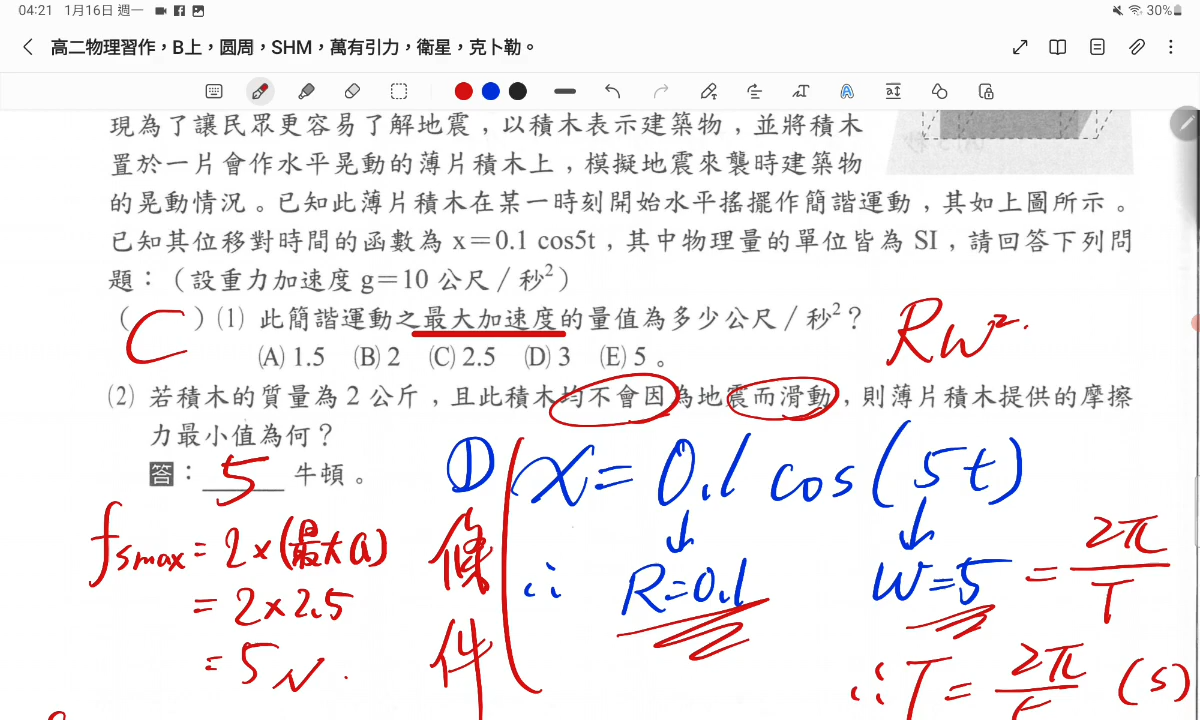 04:21 1月16日 週一 30%
高二物理習作，B上，圓周，SHM，萬有引力，衛星，克卜勒。
現為了讓民眾更容易了解地震，以積木表示建築物，並將積木
置於一片會作水平晃動的薄片積木上，模擬地震來襲時建築物
的晃動情況。已知此薄片積木在某一時刻開始水平搖擺作簡諧運動，其如上圖所示。
已知其位移對時間的函數為 x＝0.1 cos5t，其中物理量的單位皆為 SI，請回答下列問
題：（設重力加速度 g＝10 公尺／秒²）
（ C ）⑴ 此簡諧運動之最大加速度的量值為多少公尺／秒²？ RW².
(A) 1.5 (B) 2 (C) 2.5 (D) 3 (E) 5 。
⑵ 若積木的質量為 2 公斤，且此積木均不會因為地震而滑動，則薄片積木提供的摩擦
力最小值為何？
答： 5 牛頓。
① x = 0.1 cos(5t)
條件
∴ R=0.1 W=5 = 2π/T
∴T = 2π/5 (s)
fsmax = 2×(最大a)
= 2×2.5
= 5N.